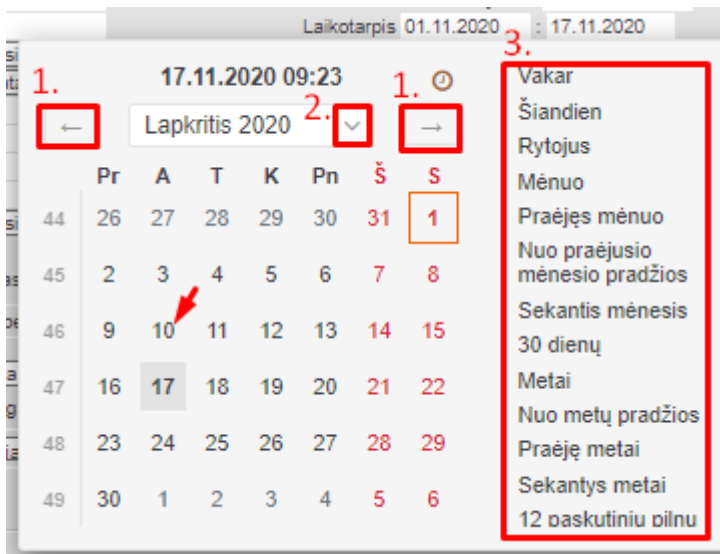 Laikotarpis 01.11.2020 : 17.11.2020
3.
1.
17.11.2020 09:23
1.
← Lapkritis 2020 2. →
Pr A T K Pn Š S
44 26 27 28 29 30 31 1
45 2 3 4 5 6 7 8
46 9 10 11 12 13 14 15
47 16 17 18 19 20 21 22
48 23 24 25 26 27 28 29
49 30 1 2 3 4 5 6
Vakar
Šiandien
Rytojus
Mėnuo
Praėjęs mėnuo
Nuo praėjusio
mėnesio pradžios
Sekantis mėnesis
30 dienų
Metai
Nuo metų pradžios
Praėję metai
Sekantys metai
12 paskutinių pilnų